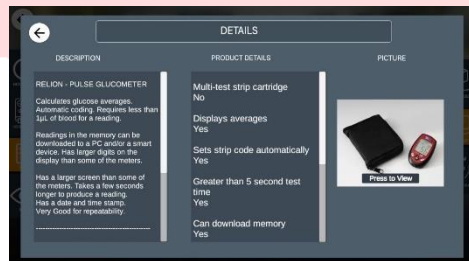 DETAILS
DESCRIPTION
RELION - PULSE GLUCOMETER
Calculates glucose averages.
Automatic coding. Requires less than
1µL of blood for a reading.
Readings in the memory can be
downloaded to a PC and/or a smart
device. Has larger digits on the
display than some of the meters.
Has a larger screen than some of
the meters. Takes a few seconds
longer to produce a reading.
Has a date and time stamp.
Very Good for repeatability.
PRODUCT DETAILS
Multi-test strip cartridge
No
Displays averages
Yes
Sets strip code automatically
Yes
Greater than 5 second test
time
Yes
Can download memory
Yes
PICTURE
Press to View